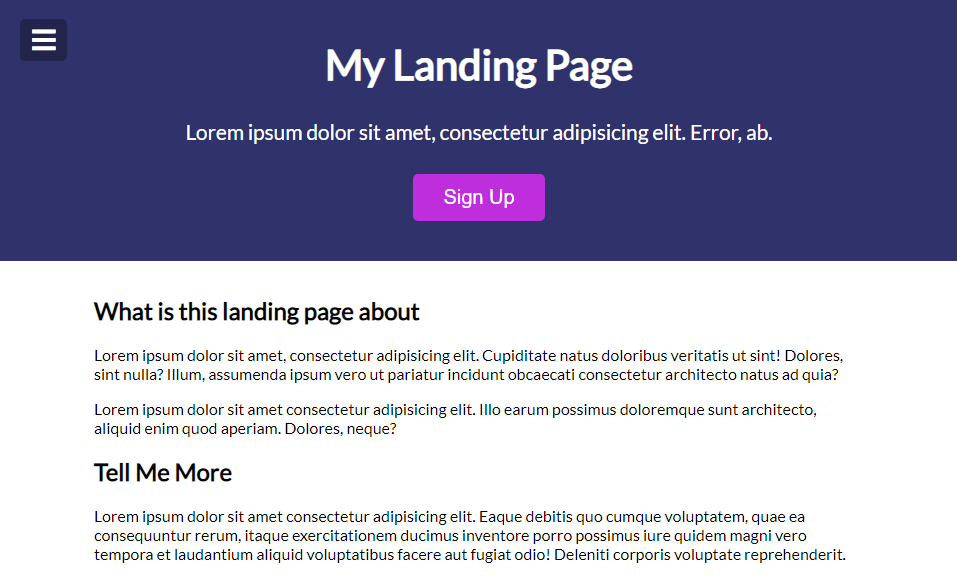 My Landing Page
Lorem ipsum dolor sit amet, consectetur adipisicing elit. Error, ab.
Sign Up
What is this landing page about
Lorem ipsum dolor sit amet, consectetur adipisicing elit. Cupiditate natus doloribus veritatis ut sint! Dolores,
sint nulla? Illum, assumenda ipsum vero ut pariatur incidunt obcaecati consectetur architecto natus ad quia?
Lorem ipsum dolor sit amet consectetur adipisicing elit. Illo earum possimus doloremque sunt architecto,
aliquid enim quod aperiam. Dolores, neque?
Tell Me More
Lorem ipsum dolor sit amet consectetur adipisicing elit. Eaque debitis quo cumque voluptatem, quae ea
consequuntur rerum, itaque exercitationem ducimus inventore porro possimus iure quidem magni vero
tempora et laudantium aliquid voluptatibus facere aut fugiat odio! Deleniti corporis voluptate reprehenderit.